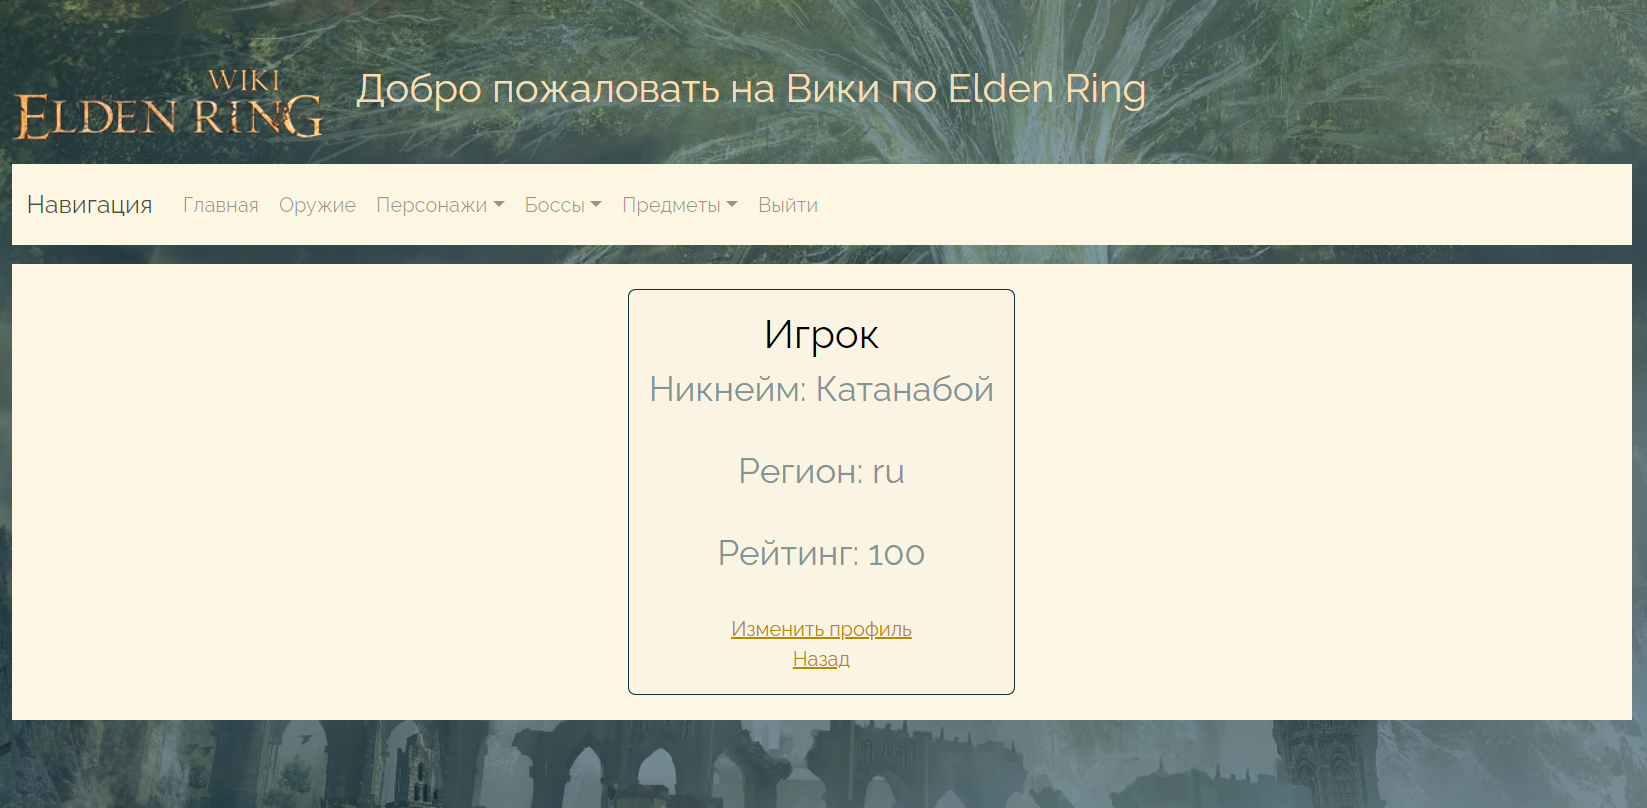 WIKI
ELDEN RING
Добро пожаловать на Вики по Elden Ring
Навигация Главная Оружие Персонажи Боссы Предметы Выйти
Игрок
Никнейм: Катанабой
Регион: ru
Рейтинг: 100
Изменить профиль
Назад